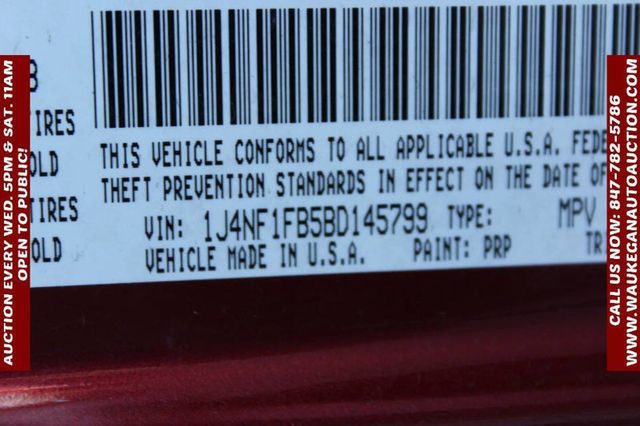 AUCTION EVERY WED. 5PM & SAT. 11AM
OPEN TO PUBLIC!
IRES
OLD
TIRES
OLD
THIS VEHICLE CONFORMS TO ALL APPLICABLE U.S.A. FEDE
THEFT PREVENTION STANDARDS IN EFFECT ON THE DATE OF
VIN: 1J4NF1FB5BD145799 TYPE: MPV
VEHICLE MADE IN U.S.A. PAINT: PRP TR
CALL US NOW: 847-782-5786
WWW.WAUKEGANAUTOAUCTION.COM